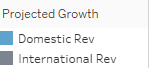 Projected Growth
Domestic Rev
International Rev